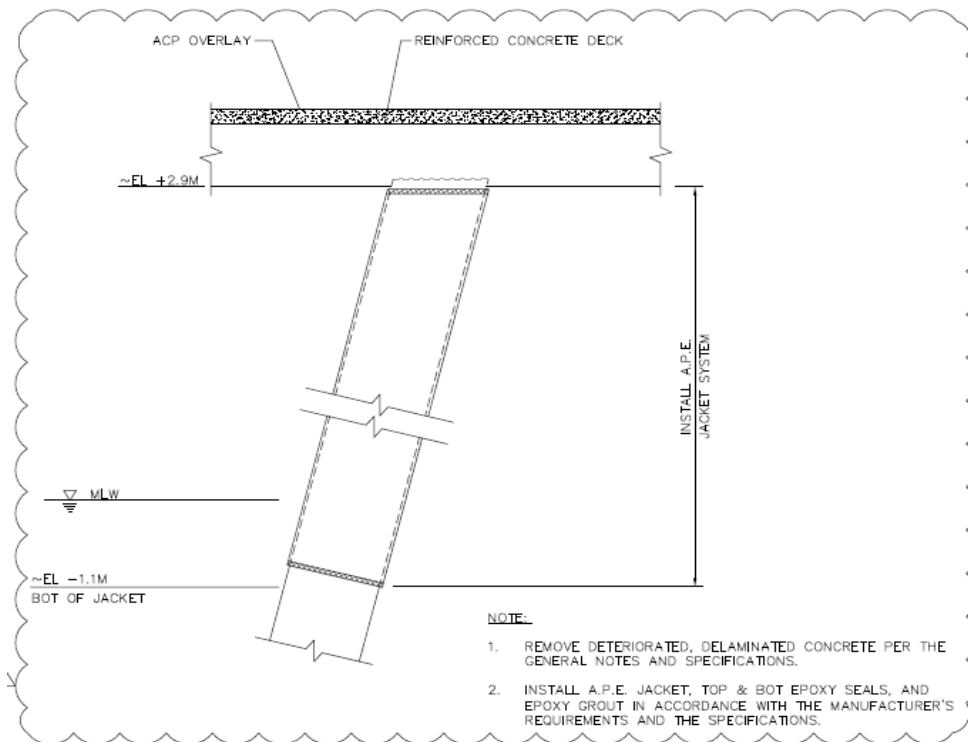 ACP OVERLAY
REINFORCED CONCRETE DECK
~EL +2.9M
INSTALL A.P.E.
JACKET SYSTEM
MLW
~EL -1.1M
BOT OF JACKET
NOTE:
1. REMOVE DETERIORATED, DELAMINATED CONCRETE PER THE
GENERAL NOTES AND SPECIFICATIONS.
2. INSTALL A.P.E. JACKET, TOP & BOT EPOXY SEALS, AND
EPOXY GROUT IN ACCORDANCE WITH THE MANUFACTURER'S
REQUIREMENTS AND THE SPECIFICATIONS.